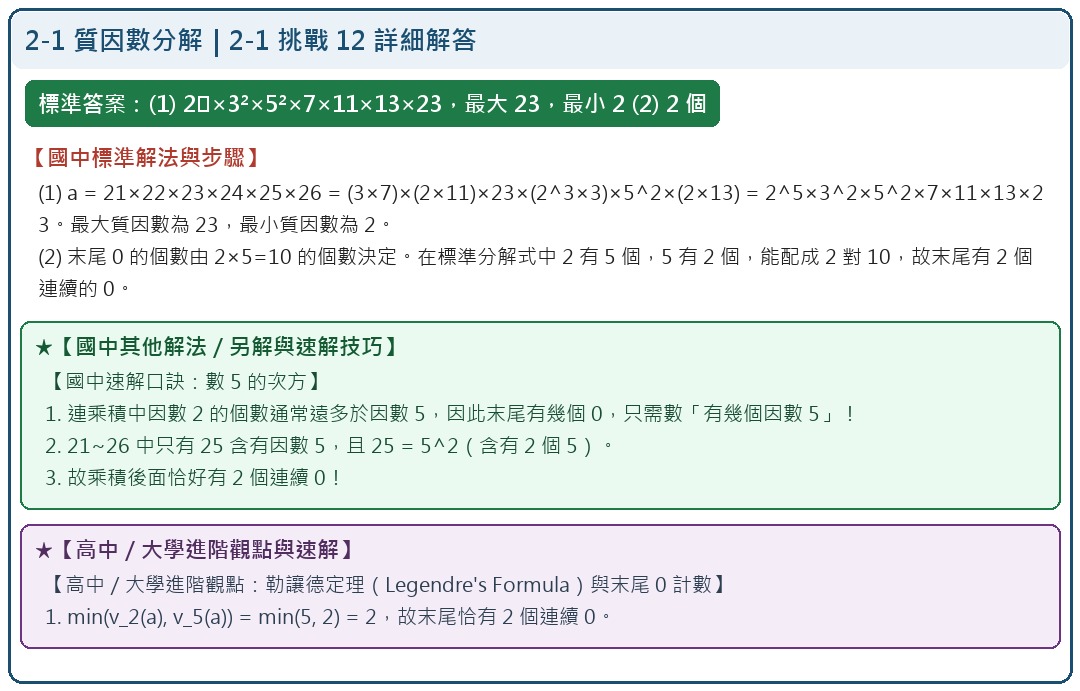 2-1 質因數分解 | 2-1 挑戰 12 詳細解答
標準答案：(1) 2▯×3²×5²×7×11×13×23，最大 23，最小 2 (2) 2 個
【國中標準解法與步驟】
(1) a = 21×22×23×24×25×26 = (3×7)×(2×11)×23×(2^3×3)×5^2×(2×13) = 2^5×3^2×5^2×7×11×13×2
3。最大質因數為 23，最小質因數為 2。
(2) 末尾 0 的個數由 2×5=10 的個數決定。在標準分解式中 2 有 5 個，5 有 2 個，能配成 2 對 10，故末尾有 2 個
連續的 0。
★【國中其他解法 / 另解與速解技巧】
【國中速解口訣：數 5 的次方】
1. 連乘積中因數 2 的個數通常遠多於因數 5，因此末尾有幾個 0，只需數「有幾個因數 5」！
2. 21~26 中只有 25 含有因數 5，且 25 = 5^2（含有 2 個 5）。
3. 故乘積後面恰好有 2 個連續 0！
★【高中 / 大學進階觀點與速解】
【高中 / 大學進階觀點：勒讓德定理（Legendre's Formula）與末尾 0 計數】
1. min(v_2(a), v_5(a)) = min(5, 2) = 2，故末尾恰有 2 個連續 0。